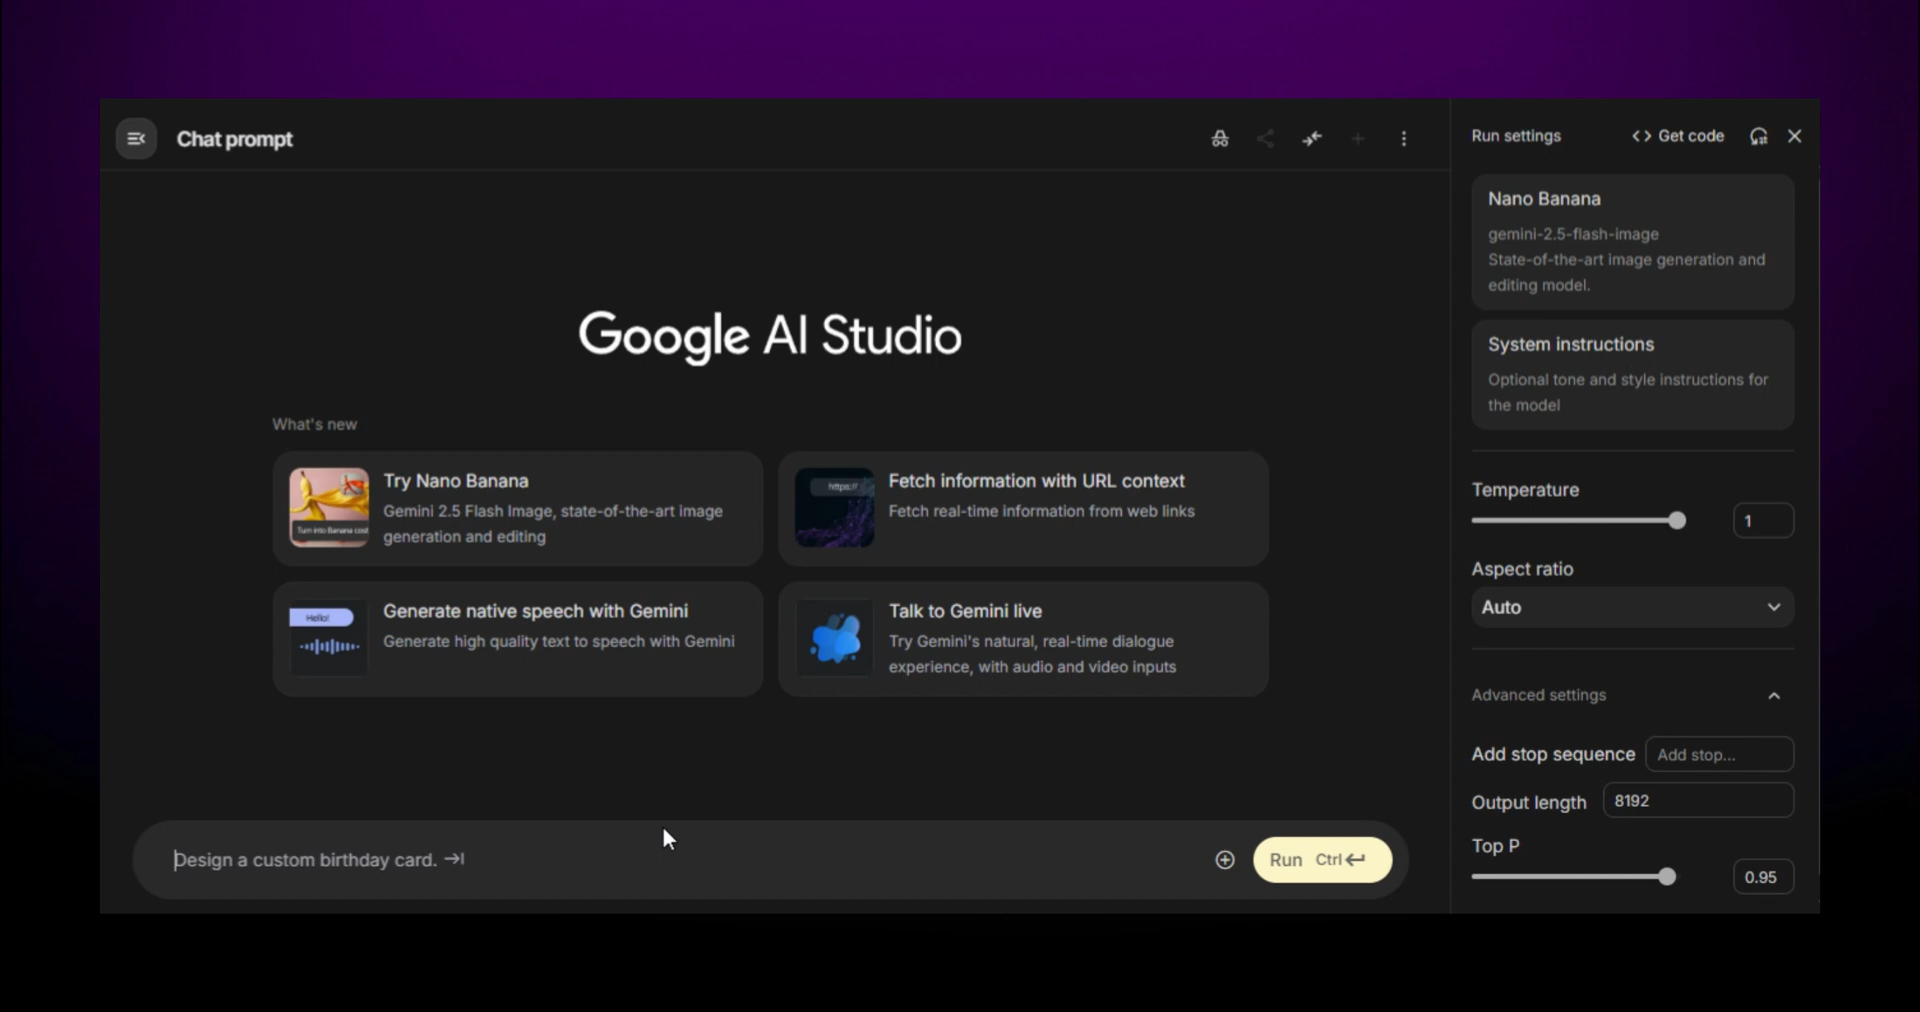 Chat prompt
Run settings
<> Get code
Nano Banana
gemini-2.5-flash-image
State-of-the-art image generation and
editing model.
System instructions
Optional tone and style instructions for
the model
Google AI Studio
What's new
Try Nano Banana
Gemini 2.5 Flash Image, state-of-the-art image
generation and editing
Turn into Banana cost
https://
Fetch information with URL context
Fetch real-time information from web links
Hello!
Generate native speech with Gemini
Generate high quality text to speech with Gemini
Talk to Gemini live
Try Gemini's natural, real-time dialogue
experience, with audio and video inputs
Temperature
1
Aspect ratio
Auto
Advanced settings
Add stop sequence
Add stop...
Output length
8192
Top P
0.95
Design a custom birthday card.
Run Ctrl